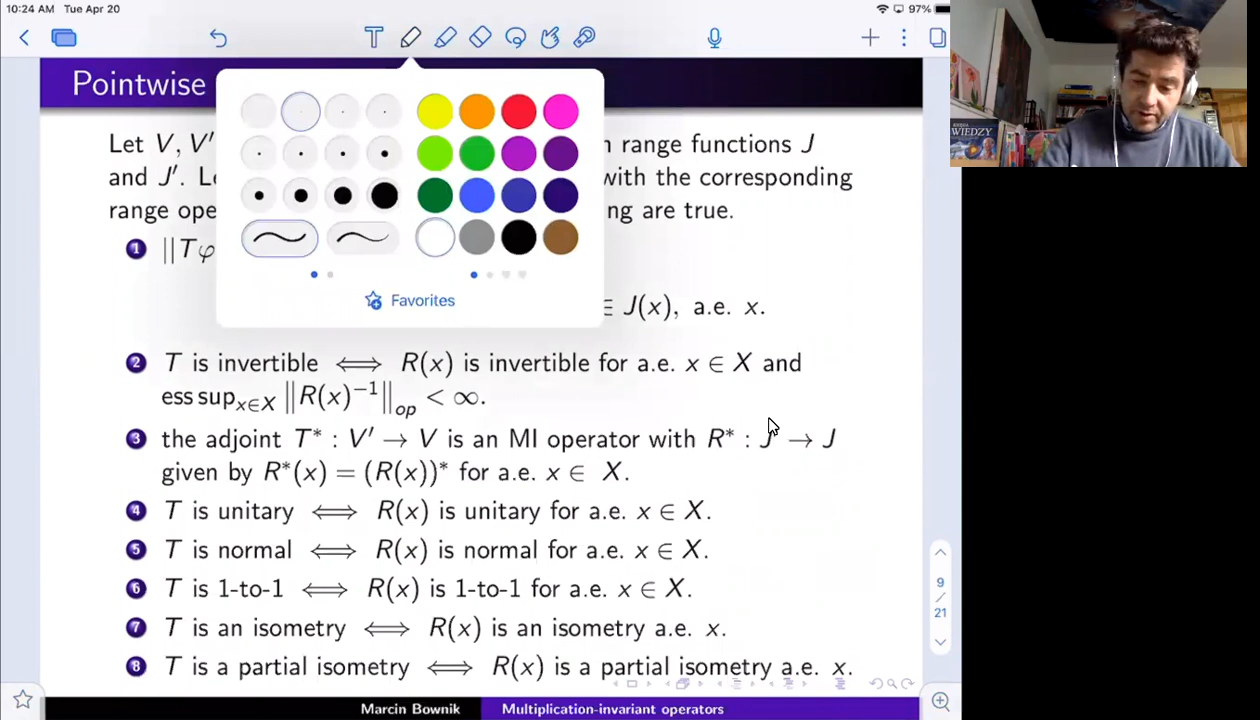 10:24 AM Tue Apr 20
97%
Pointwise
Let V, V′ n range functions J
and J′. Le with the corresponding
range ope ng are true.
1 ||Tφ
∈ J(x), a.e. x.
Favorites
2 T is invertible ⟺ R(x) is invertible for a.e. x ∈ X and
ess sup_{x∈X} ||R(x)^{−1}||_{op} < ∞.
3 the adjoint T* : V′ → V is an MI operator with R* : J′ → J
given by R*(x) = (R(x))* for a.e. x ∈ X.
4 T is unitary ⟺ R(x) is unitary for a.e. x ∈ X.
5 T is normal ⟺ R(x) is normal for a.e. x ∈ X.
6 T is 1-to-1 ⟺ R(x) is 1-to-1 for a.e. x ∈ X.
7 T is an isometry ⟺ R(x) is an isometry a.e. x.
8 T is a partial isometry ⟺ R(x) is a partial isometry a.e. x.
9
/
21
Marcin Bownik Multiplication-invariant operators
WIEDZY